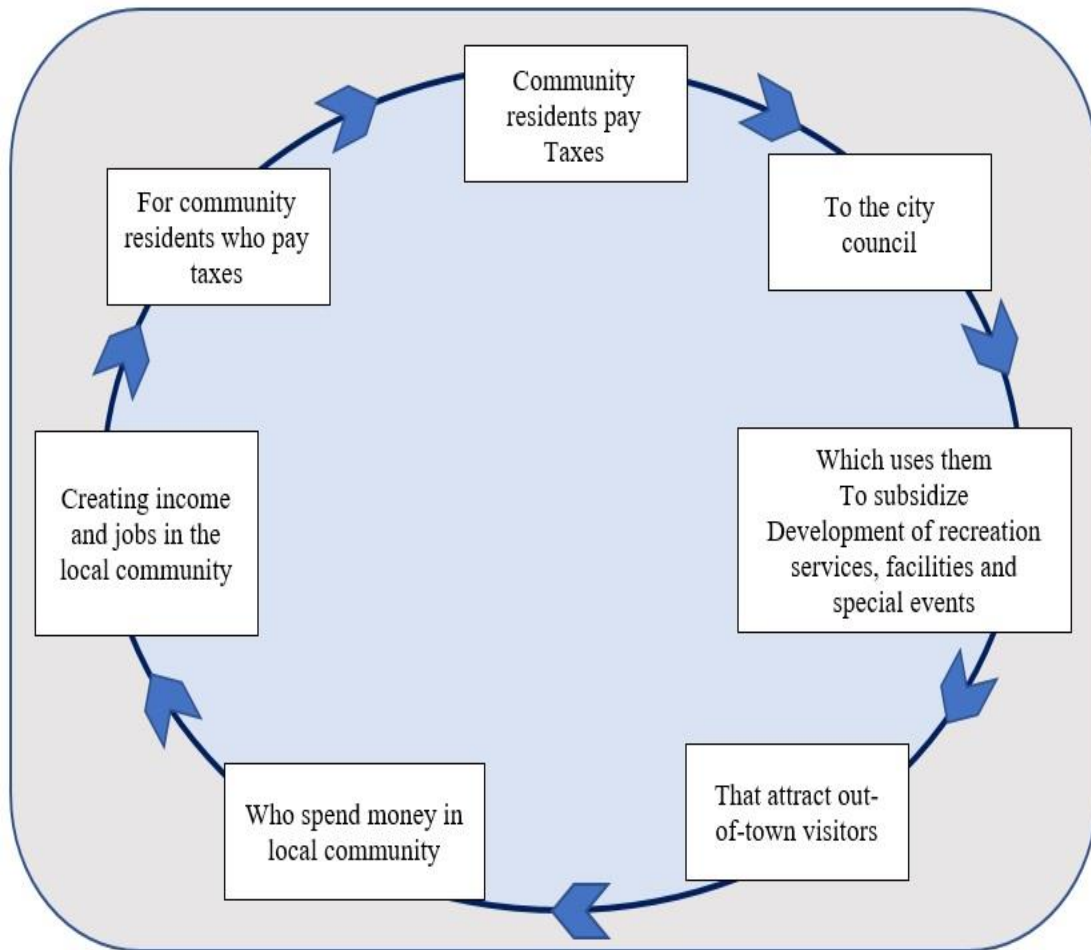 Community
residents pay
Taxes
To the city
council
Which uses them
To subsidize
Development of recreation
services, facilities and
special events
That attract out-
of-town visitors
Who spend money in
local community
Creating income
and jobs in the
local community
For community
residents who pay
taxes